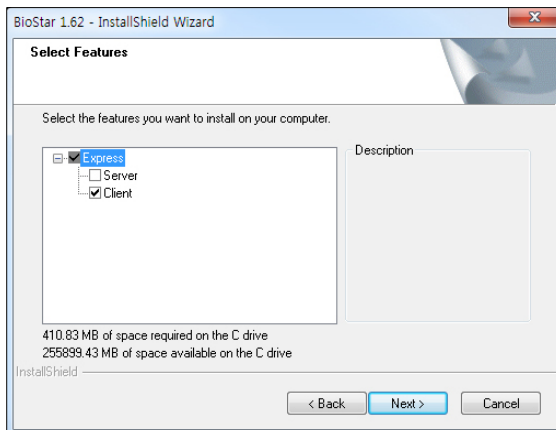 BioStar 1.62 - InstallShield Wizard
Select Features
Select the features you want to install on your computer.
Express
Server
Client
Description
410.83 MB of space required on the C drive
255899.43 MB of space available on the C drive
InstallShield
< Back
Next >
Cancel